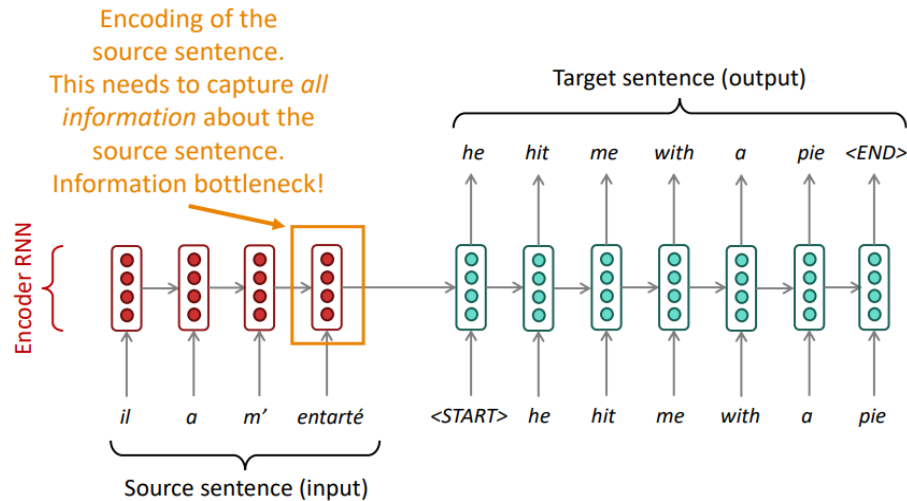 Encoding of the
source sentence.
This needs to capture all
information about the
source sentence.
Information bottleneck!
Target sentence (output)
he hit me with a pie <END>
Encoder RNN
il a m' entarté
<START> he hit me with a pie
Source sentence (input)